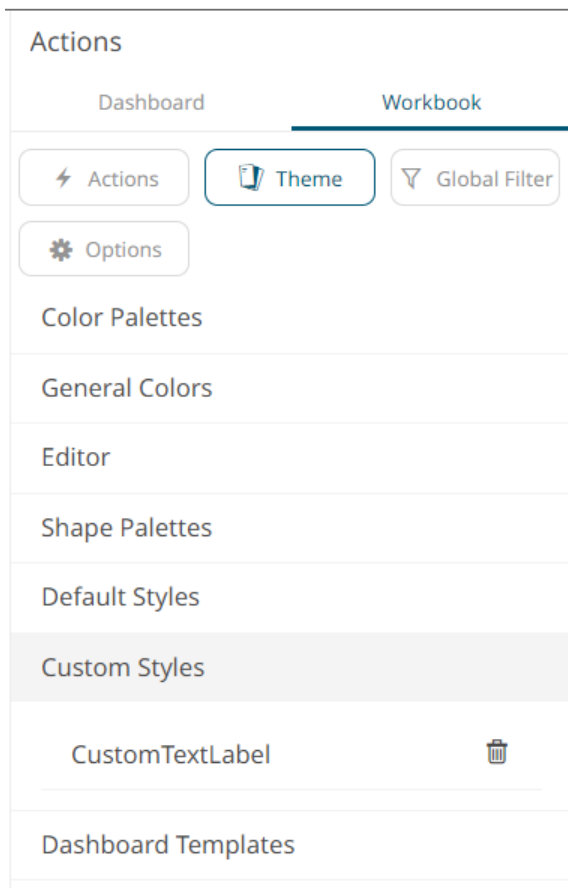 Actions
Dashboard Workbook
Actions Theme Global Filter
Options
Color Palettes
General Colors
Editor
Shape Palettes
Default Styles
Custom Styles
CustomTextLabel
Dashboard Templates